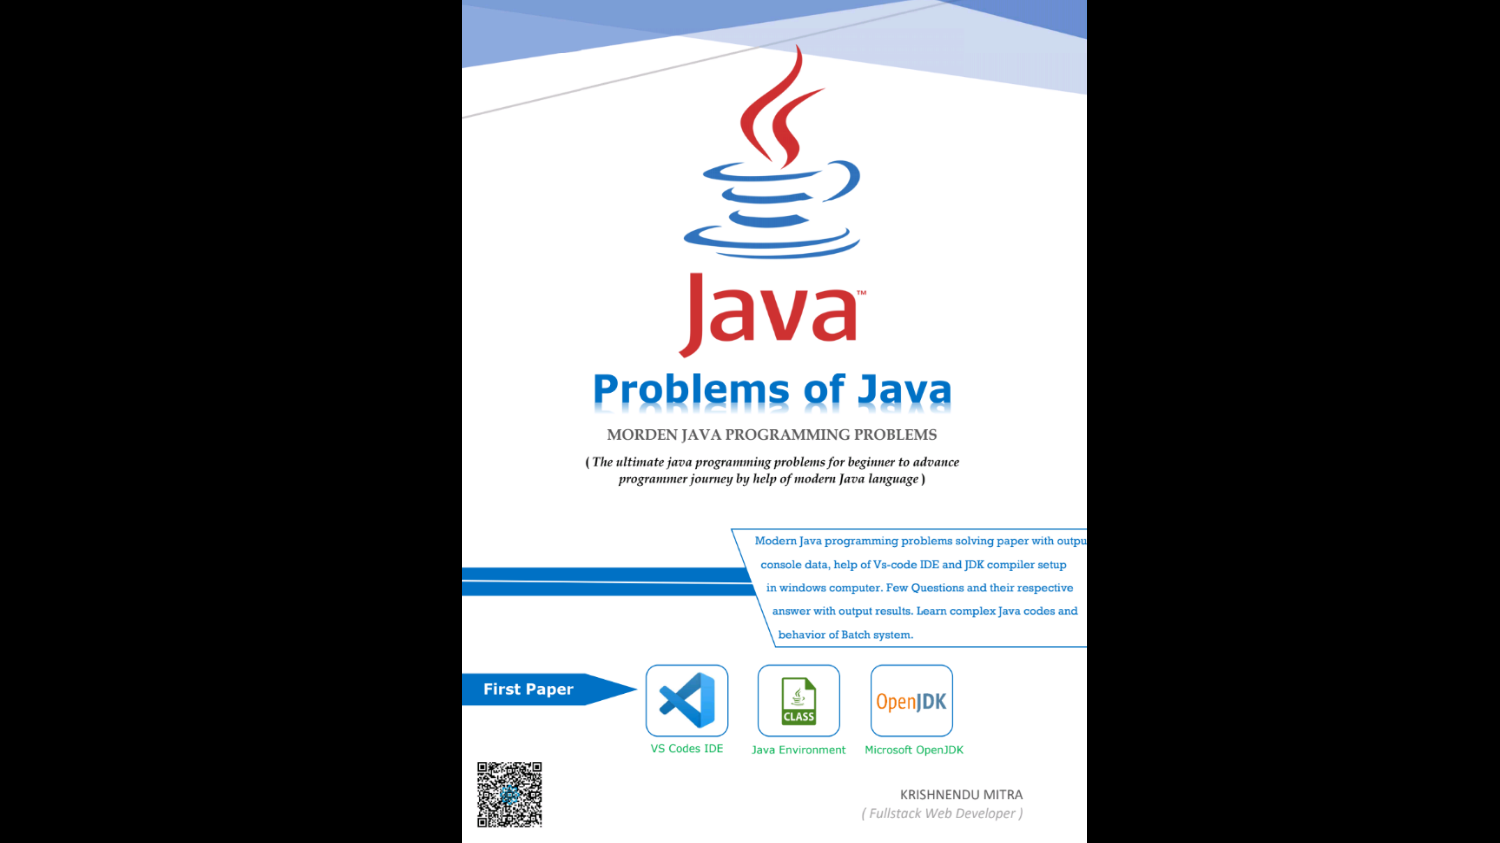 Java™
Problems of Java
MORDEN JAVA PROGRAMMING PROBLEMS
( The ultimate java programming problems for beginner to advance
programmer journey by help of modern Java language )
Modern Java programming problems solving paper with outpu
console data, help of Vs-code IDE and JDK compiler setup
in windows computer. Few Questions and their respective
answer with output results. Learn complex Java codes and
behavior of Batch system.
First Paper
CLASS
OpenJDK
VS Codes IDE
Java Environment
Microsoft OpenJDK
KRISHNENDU MITRA
( Fullstack Web Developer )